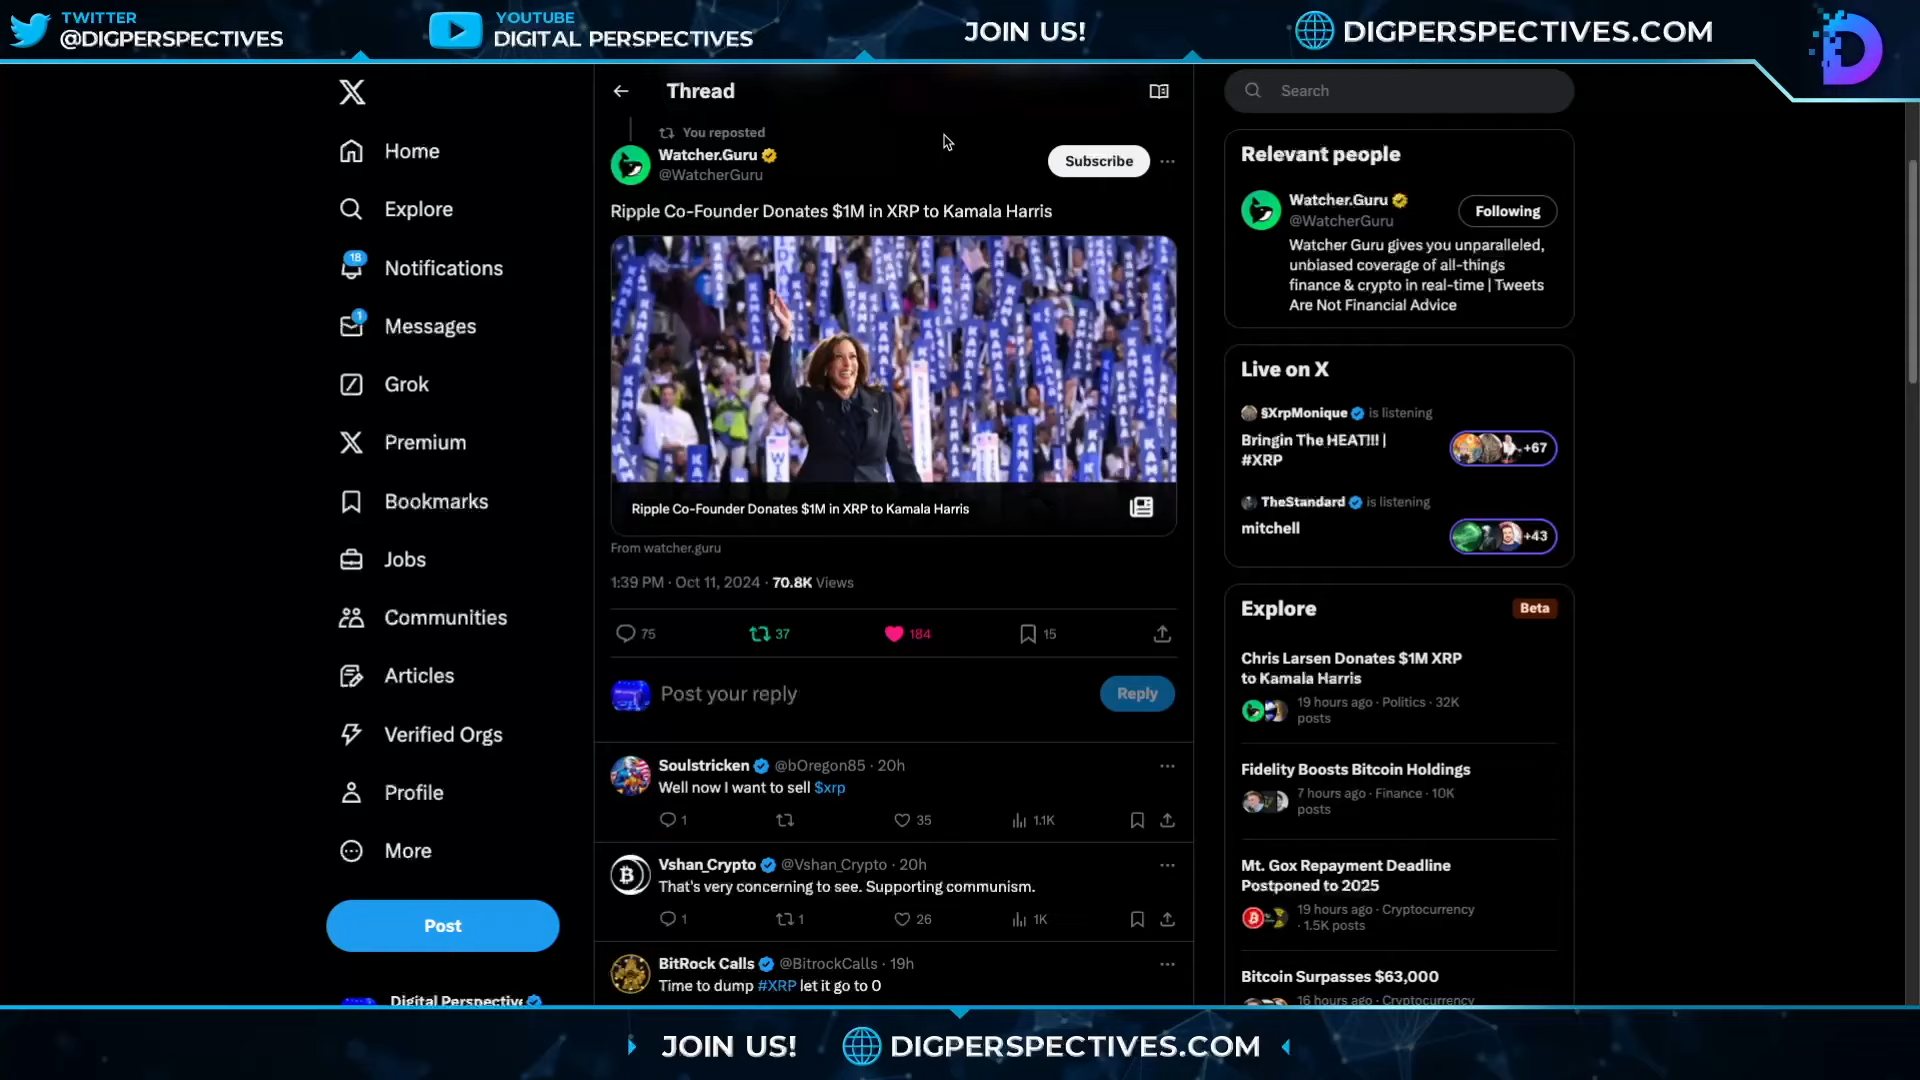 TWITTER
@DIGPERSPECTIVES
YOUTUBE
DIGITAL PERSPECTIVES
JOIN US!
DIGPERSPECTIVES.COM
Home
Explore
18
Notifications
1
Messages
Grok
Premium
Bookmarks
Jobs
Communities
Articles
Verified Orgs
Profile
More
Post
Digital Perspective
Thread
You reposted
Watcher.Guru
@WatcherGuru
Subscribe
Ripple Co-Founder Donates $1M in XRP to Kamala Harris
KAMALA
Ripple Co-Founder Donates $1M in XRP to Kamala Harris
From watcher.guru
1:39 PM · Oct 11, 2024 · 70.8K Views
75 37 184 15
Post your reply
Reply
Soulstricken @bOregon85 · 20h
Well now I want to sell $xrp
1 35 1.1K
Vshan_Crypto @Vshan_Crypto · 20h
That's very concerning to see. Supporting communism.
1 1 26 1K
BitRock Calls @BitrockCalls · 19h
Time to dump #XRP let it go to 0
Search
Relevant people
Watcher.Guru
@WatcherGuru
Following
Watcher Guru gives you unparalleled,
unbiased coverage of all-things
finance & crypto in real-time | Tweets
Are Not Financial Advice
Live on X
§XrpMonique is listening
Bringin The HEAT!!! |
#XRP
+67
TheStandard is listening
mitchell
+43
Explore
Beta
Chris Larsen Donates $1M XRP
to Kamala Harris
19 hours ago · Politics · 32K
posts
Fidelity Boosts Bitcoin Holdings
7 hours ago · Finance · 10K
posts
Mt. Gox Repayment Deadline
Postponed to 2025
19 hours ago · Cryptocurrency
· 1.5K posts
Bitcoin Surpasses $63,000
16 hours ago · Cryptocurrency
JOIN US!
DIGPERSPECTIVES.COM